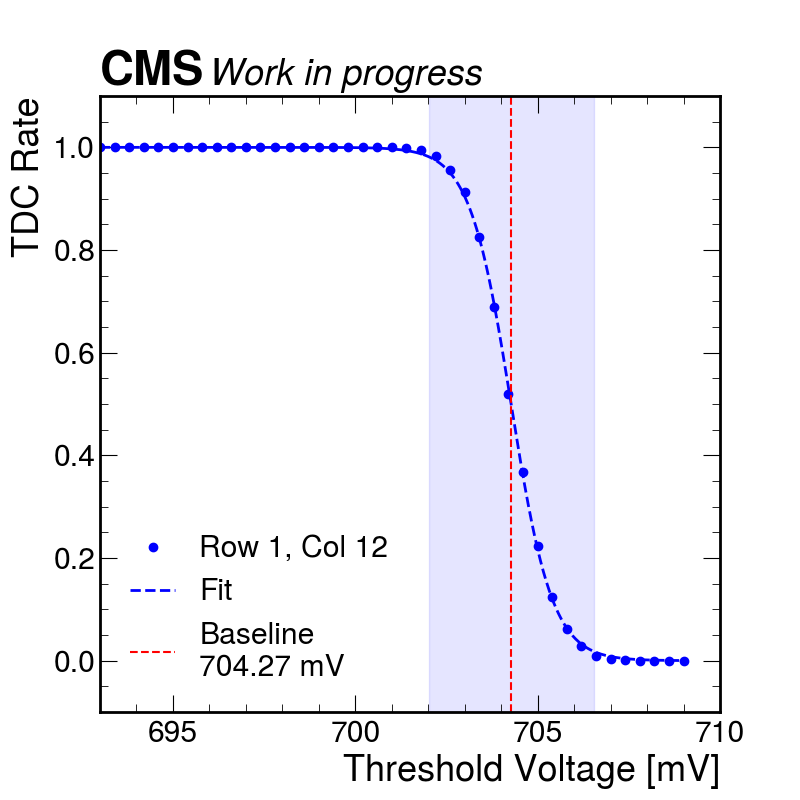 CMS Work in progress
TDC Rate
1.0
0.8
0.6
0.4
0.2
0.0
Row 1, Col 12
Fit
Baseline
704.27 mV
695
700
705
710
Threshold Voltage [mV]